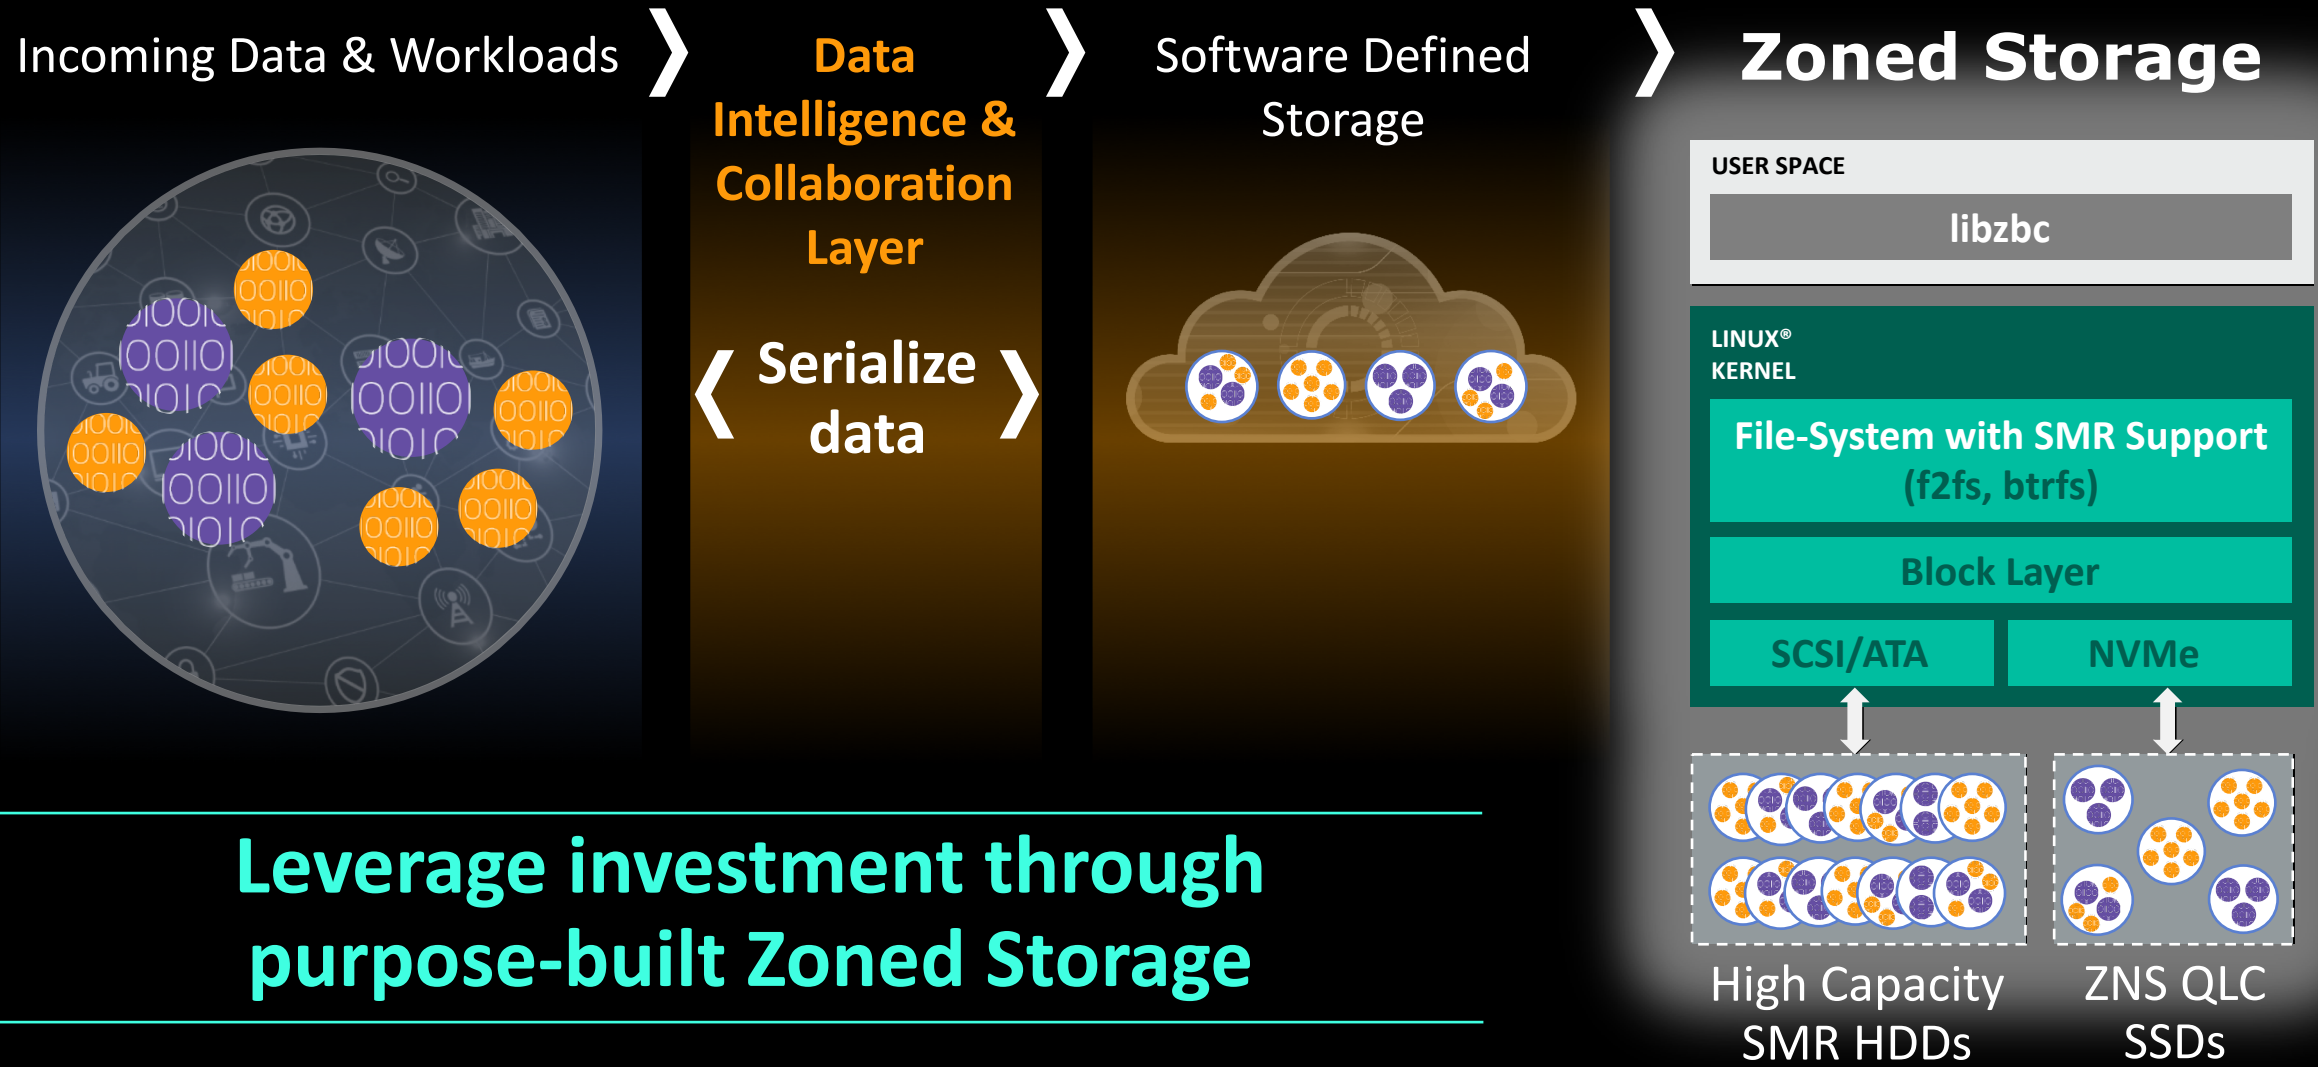 Incoming Data & Workloads
Data
Intelligence &
Collaboration
Layer
Serialize
data
Software Defined
Storage
Zoned Storage
USER SPACE
libzbc
LINUX®
KERNEL
File-System with SMR Support
(f2fs, btrfs)
Block Layer
SCSI/ATA
NVMe
High Capacity
SMR HDDs
ZNS QLC
SSDs
Leverage investment through
purpose-built Zoned Storage